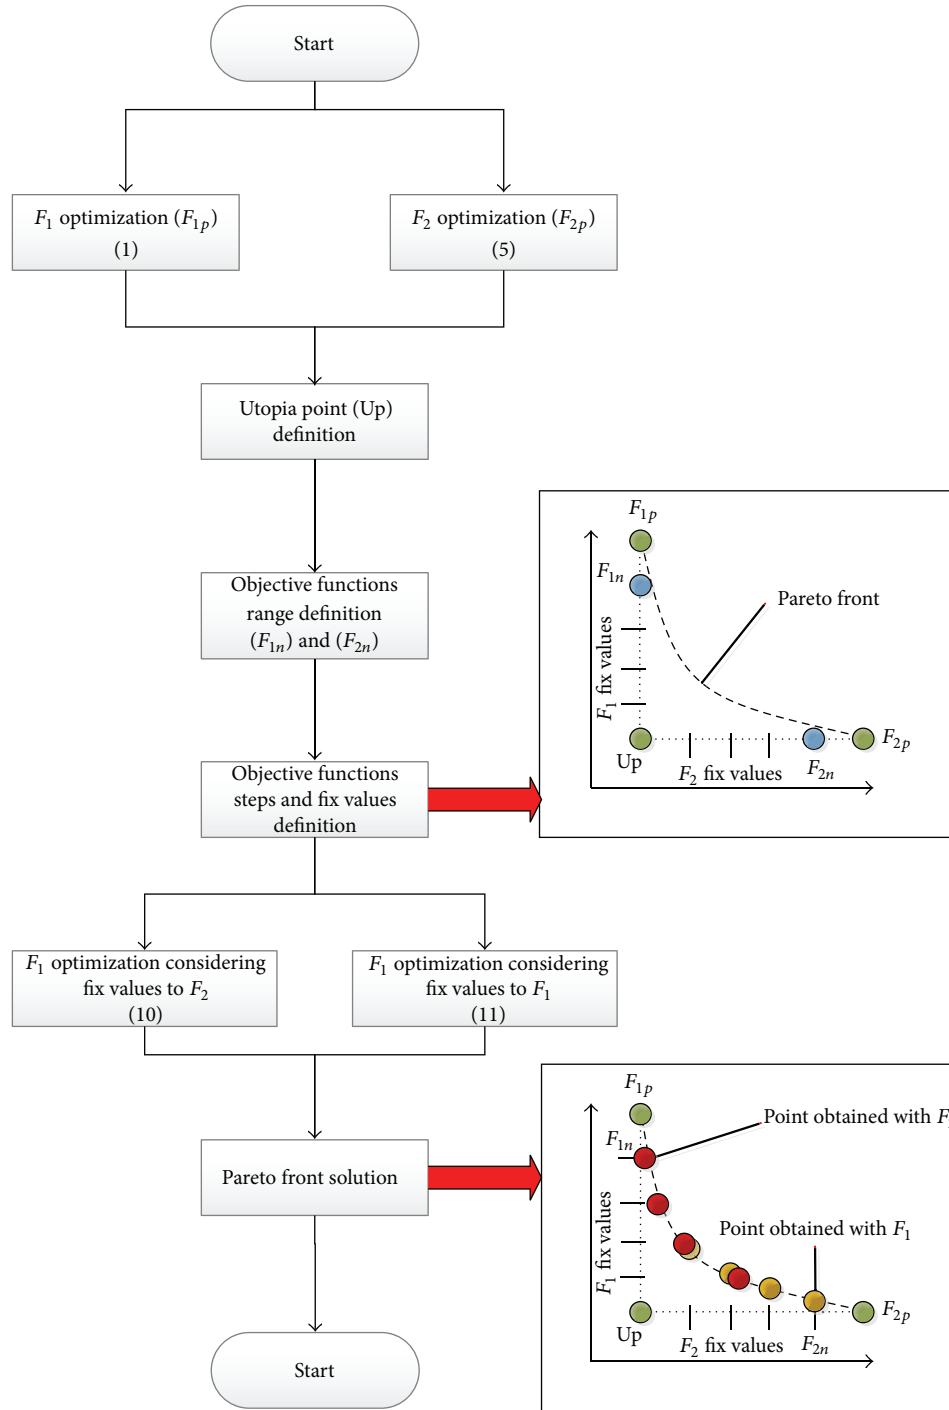 Start
F1 optimization (F1p)
(1)
F2 optimization (F2p)
(5)
Utopia point (Up)
definition
Objective functions
range definition
(F1n) and (F2n)
Objective functions
steps and fix values
definition
F1p
F1n
F1 fix values
Pareto front
Up
F2 fix values
F2n
F2p
F1 optimization considering
fix values to F2
(10)
F1 optimization considering
fix values to F1
(11)
Pareto front solution
F1p
F1n
F1 fix values
Point obtained with F
Point obtained with F1
Up
F2 fix values
F2n
F2p
Start